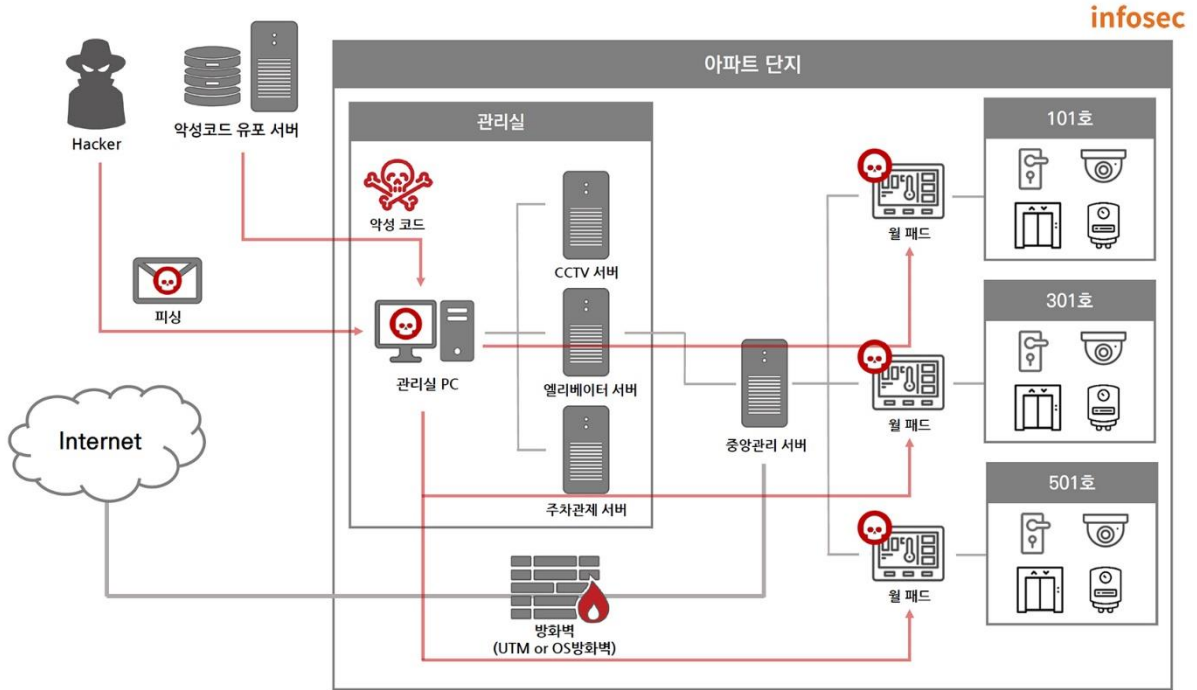 infosec
아파트 단지
Hacker
악성코드 유포 서버
관리실
악성 코드
CCTV 서버
피싱
관리실 PC
엘리베이터 서버
중앙관리 서버
주차관제 서버
Internet
방화벽
(UTM or OS방화벽)
월 패드
101호
월 패드
301호
월 패드
501호